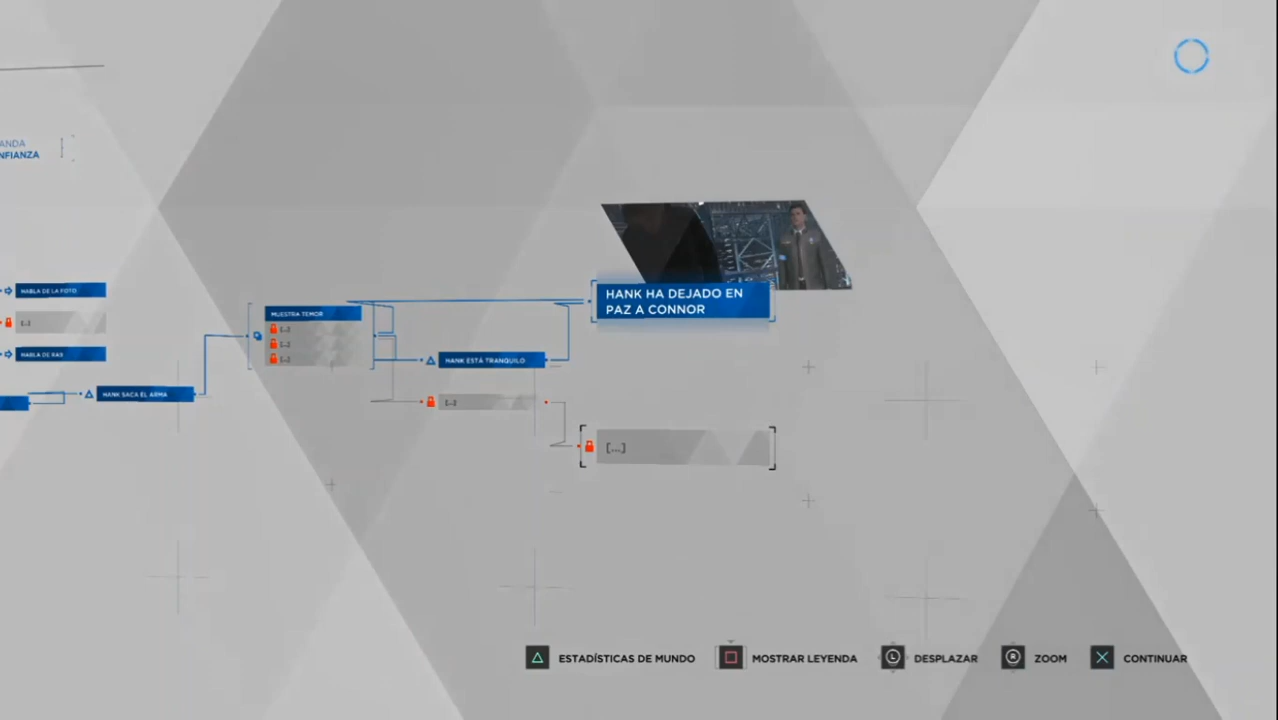 ANDA
NFIANZA
HABLA DE LA FOTO
[...]
HABLA DE RA9
HANK SACA EL ARMA
MUESTRA TEMOR
[...]
[...]
[...]
HANK ESTÁ TRANQUILO
[...]
HANK HA DEJADO EN
PAZ A CONNOR
[...]
ESTADÍSTICAS DE MUNDO
MOSTRAR LEYENDA
L DESPLAZAR
R ZOOM
CONTINUAR